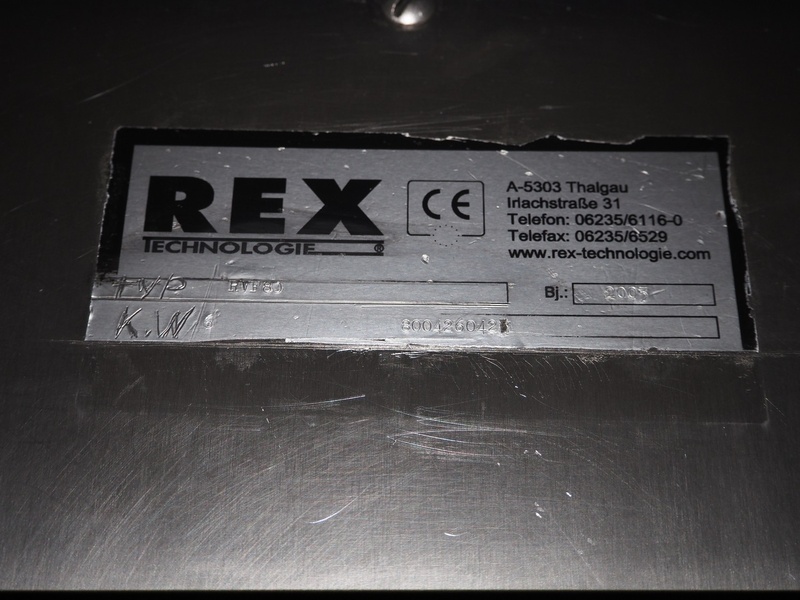 REX
TECHNOLOGIE ®
CE
A-5303 Thalgau
Irlachstraße 31
Telefon: 06235/6116-0
Telefax: 06235/6529
www.rex-technologie.com
Typ RVF80
Bj.:
K.W